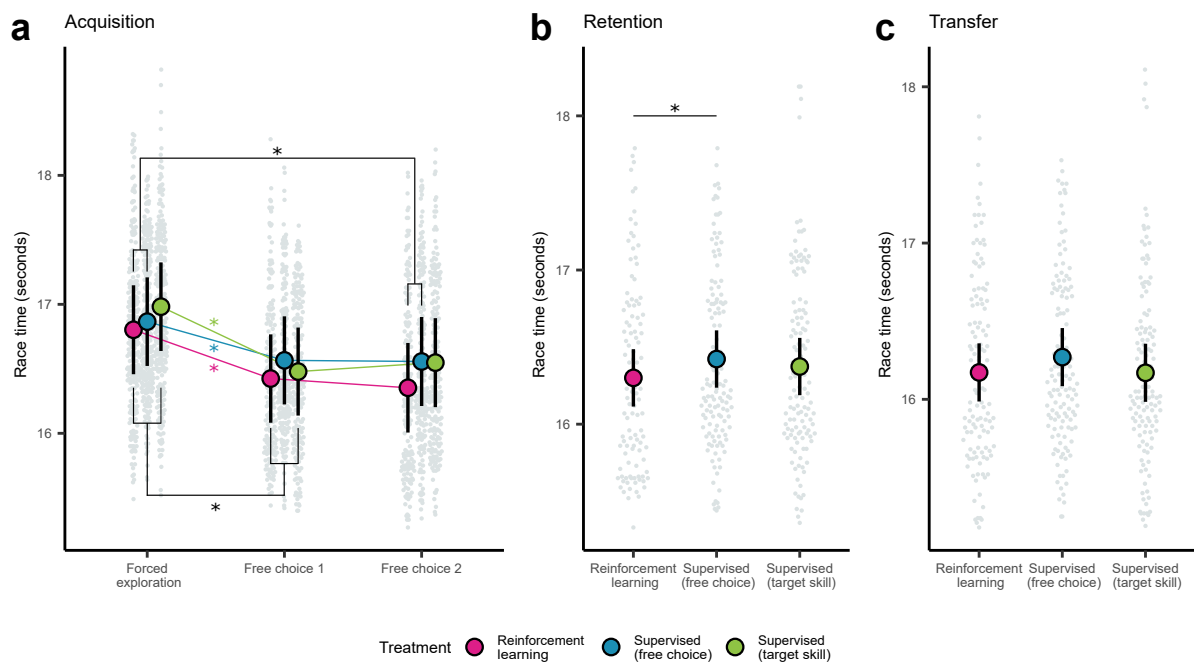 a Acquisition
Race time (seconds)
18
17
16
*
*
*
*
*
Forced
exploration
Free choice 1
Free choice 2
b Retention
Race time (seconds)
18
17
16
*
Reinforcement
learning
Supervised
(free choice)
Supervised
(target skill)
c Transfer
Race time (seconds)
18
17
16
Reinforcement
learning
Supervised
(free choice)
Supervised
(target skill)
Treatment
Reinforcement
learning
Supervised
(free choice)
Supervised
(target skill)